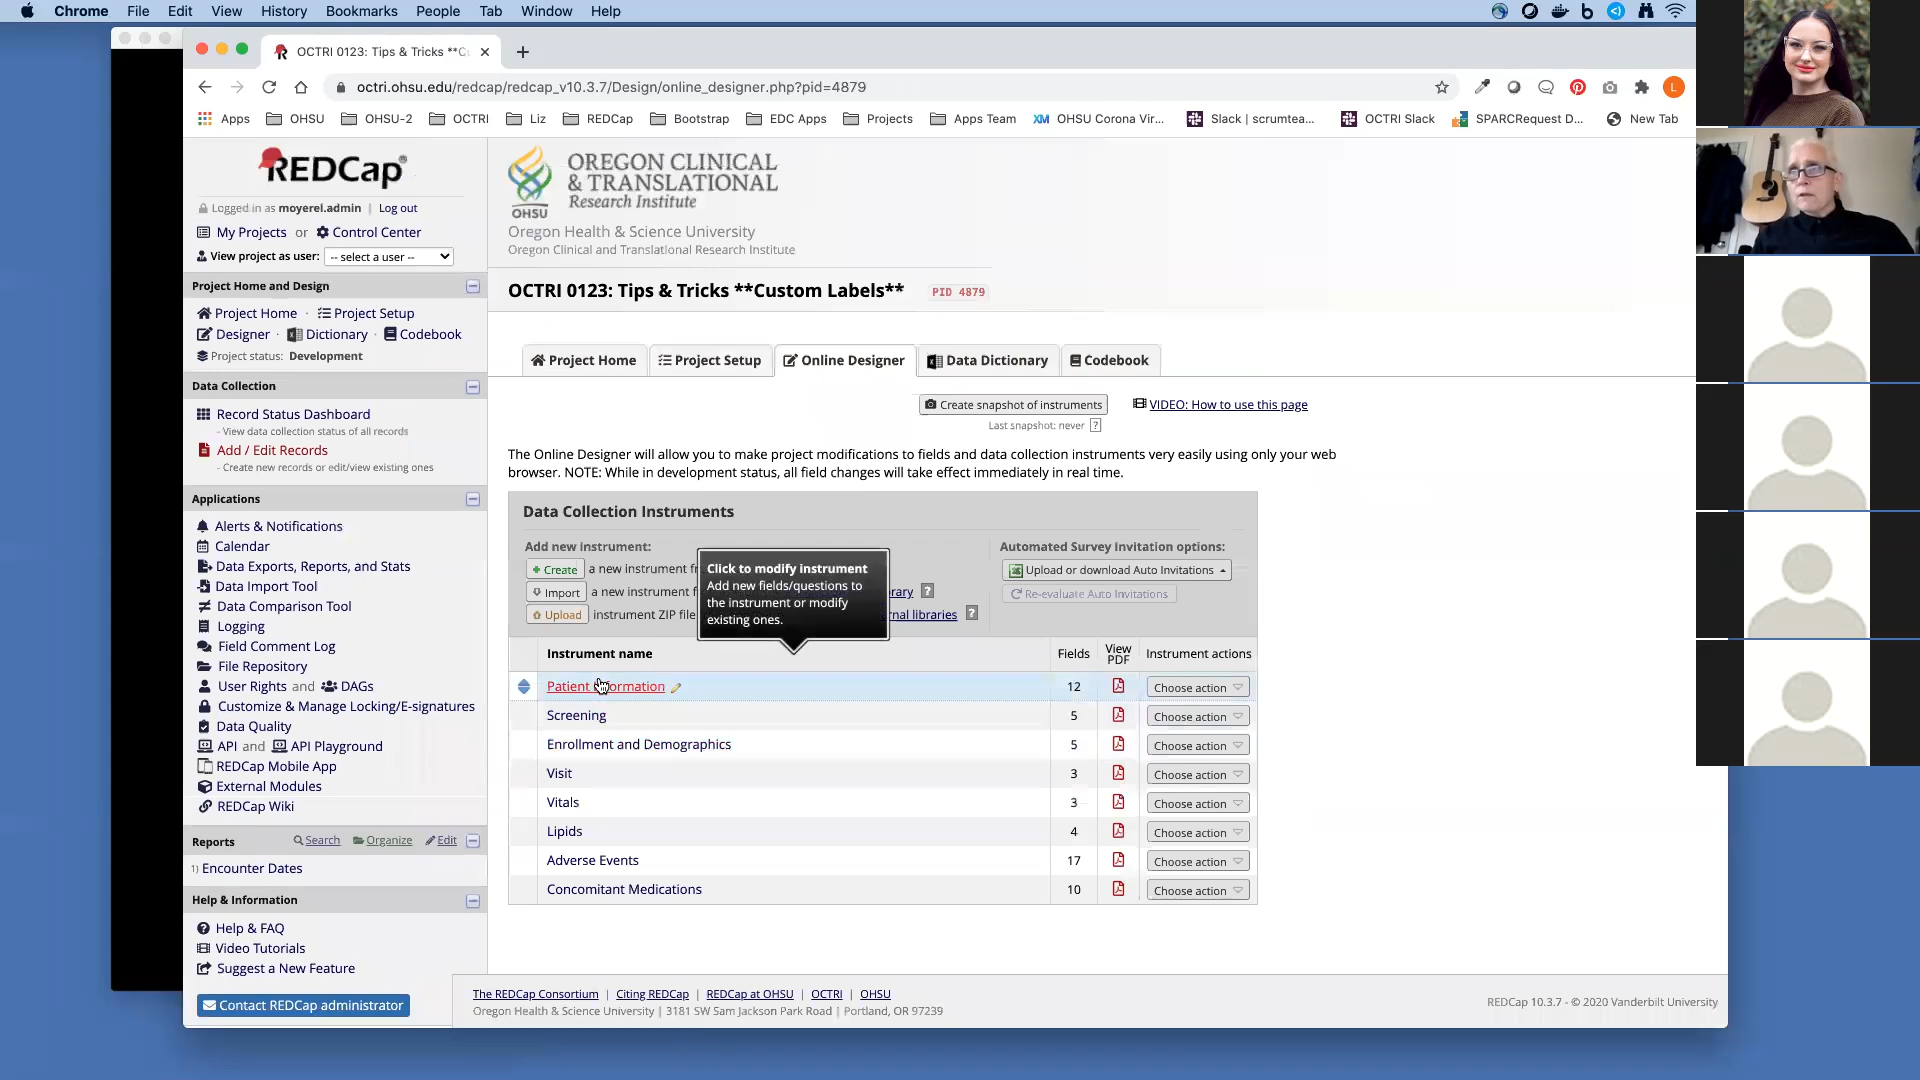 Chrome File Edit View History Bookmarks People Tab Window Help
OCTRI 0123: Tips & Tricks **C
octri.ohsu.edu/redcap/redcap_v10.3.7/Design/online_designer.php?pid=4879
L
Apps OHSU OHSU-2 OCTRI Liz REDCap Bootstrap EDC Apps Projects Apps Team OHSU Corona Vir... Slack | scrumtea... OCTRI Slack SPARCRequest D... New Tab
REDCap®
Logged in as moyerel.admin | Log out
My Projects or Control Center
View project as user: -- select a user --
Project Home and Design
Project Home · Project Setup
Designer · Dictionary · Codebook
Project status: Development
Data Collection
Record Status Dashboard
- View data collection status of all records
Add / Edit Records
- Create new records or edit/view existing ones
Applications
Alerts & Notifications
Calendar
Data Exports, Reports, and Stats
Data Import Tool
Data Comparison Tool
Logging
Field Comment Log
File Repository
User Rights and DAGs
Customize & Manage Locking/E-signatures
Data Quality
API and API Playground
REDCap Mobile App
External Modules
REDCap Wiki
Reports Search Organize Edit
1) Encounter Dates
Help & Information
Help & FAQ
Video Tutorials
Suggest a New Feature
Contact REDCap administrator
OHSU
OREGON CLINICAL
& TRANSLATIONAL
Research Institute
Oregon Health & Science University
Oregon Clinical and Translational Research Institute
OCTRI 0123: Tips & Tricks **Custom Labels** PID 4879
Project Home Project Setup Online Designer Data Dictionary Codebook
Create snapshot of instruments VIDEO: How to use this page
Last snapshot: never ?
The Online Designer will allow you to make project modifications to fields and data collection instruments very easily using only your web
browser. NOTE: While in development status, all field changes will take effect immediately in real time.
Data Collection Instruments
Add new instrument:
+ Create a new instrument
Import a new instrument ?
Upload instrument ZIP file libraries ?
Automated Survey Invitation options:
Upload or download Auto Invitations
Re-evaluate Auto Invitations
Click to modify instrument
Add new fields/questions to
the instrument or modify
existing ones.
Instrument name Fields View PDF Instrument actions
Patient Information 12 Choose action
Screening 5 Choose action
Enrollment and Demographics 5 Choose action
Visit 3 Choose action
Vitals 3 Choose action
Lipids 4 Choose action
Adverse Events 17 Choose action
Concomitant Medications 10 Choose action
The REDCap Consortium | Citing REDCap | REDCap at OHSU | OCTRI | OHSU
Oregon Health & Science University | 3181 SW Sam Jackson Park Road | Portland, OR 97239
REDCap 10.3.7 - © 2020 Vanderbilt University